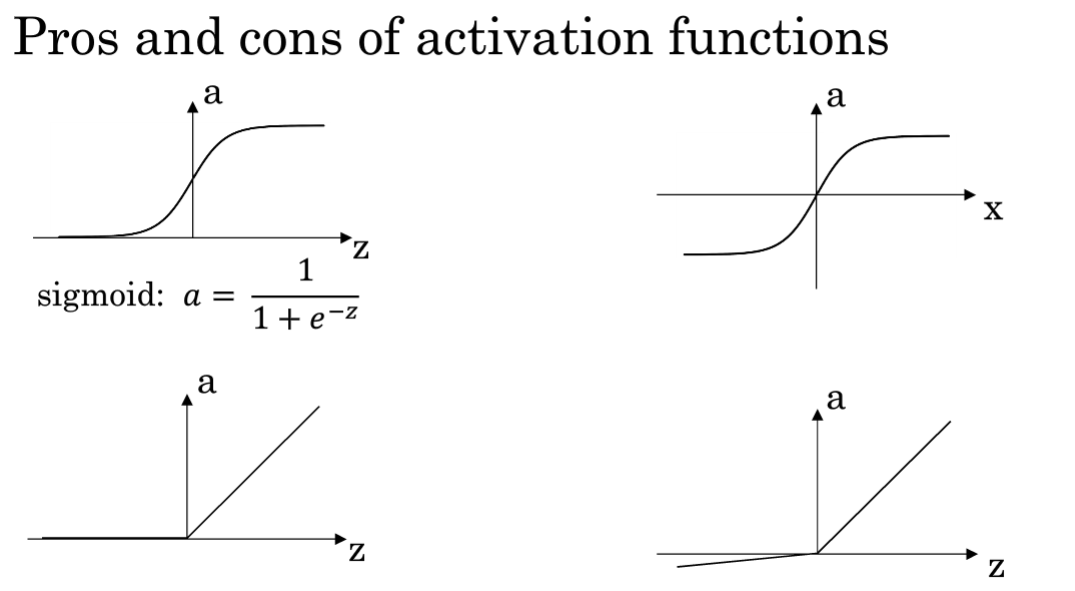 Pros and cons of activation functions
a
a
z
x
sigmoid: a = 1 / (1 + e^{-z})
a
a
z
z